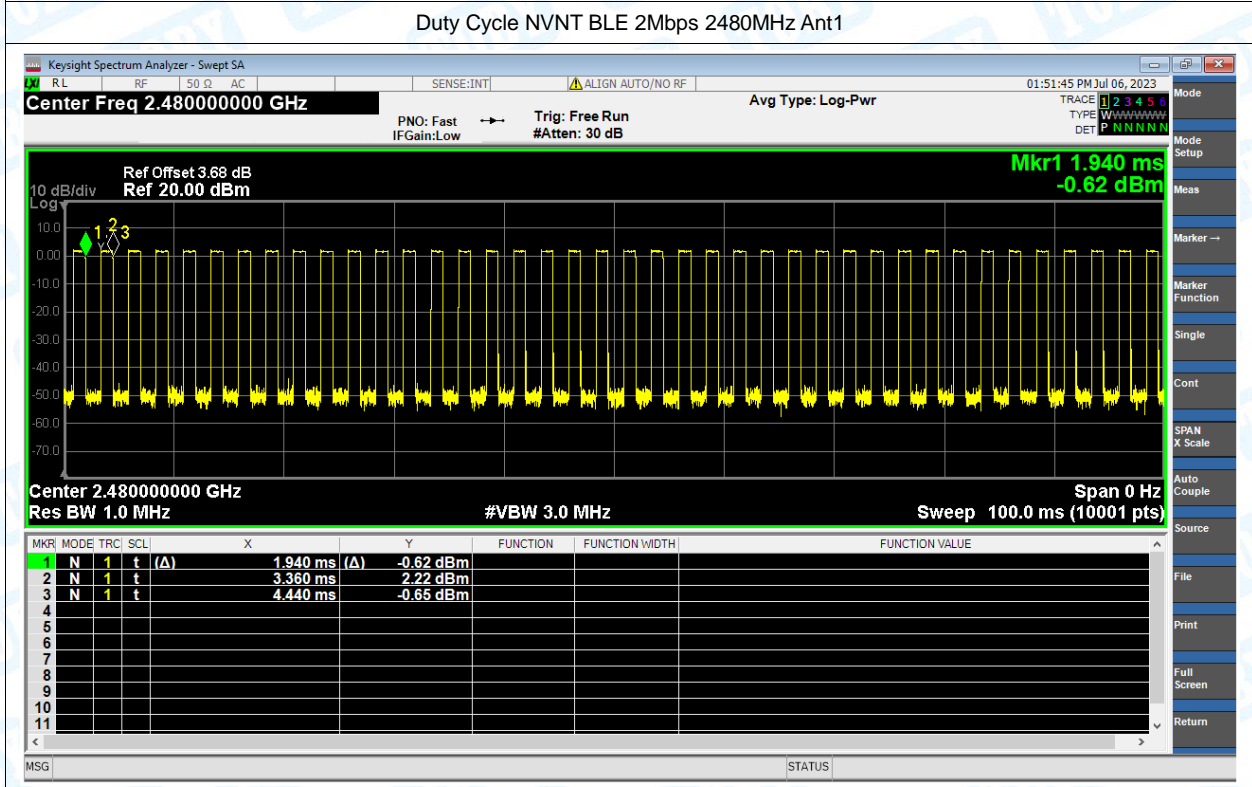 Duty Cycle NVNT BLE 2Mbps 2480MHz Ant1
Keysight Spectrum Analyzer - Swept SA
LXI RL RF 50 Ω AC SENSE:INT ALIGN AUTO/NO RF 01:51:45 PM Jul 06, 2023
Center Freq 2.480000000 GHz
Avg Type: Log-Pwr
TRACE 1 2 3 4 5 6
TYPE WWWWWW
DET P N N N N N
PNO: Fast
IFGain:Low
Trig: Free Run
#Atten: 30 dB
Mkr1 1.940 ms
-0.62 dBm
Ref Offset 3.68 dB
Ref 20.00 dBm
10 dB/div
Log
10.0
0.00
-10.0
-20.0
-30.0
-40.0
-50.0
-60.0
-70.0
1 2 3
Center 2.480000000 GHz
Span 0 Hz
Res BW 1.0 MHz
#VBW 3.0 MHz
Sweep 100.0 ms (10001 pts)
MKR MODE TRC SCL X Y FUNCTION FUNCTION WIDTH FUNCTION VALUE
1 N 1 t (Δ) 1.940 ms (Δ) -0.62 dBm
2 N 1 t 3.360 ms 2.22 dBm
3 N 1 t 4.440 ms -0.65 dBm
4
5
6
7
8
9
10
11
MSG
STATUS
Mode
Mode Setup
Meas
Marker →
Marker Function
Single
Cont
SPAN X Scale
Auto Couple
Source
File
Print
Full Screen
Return